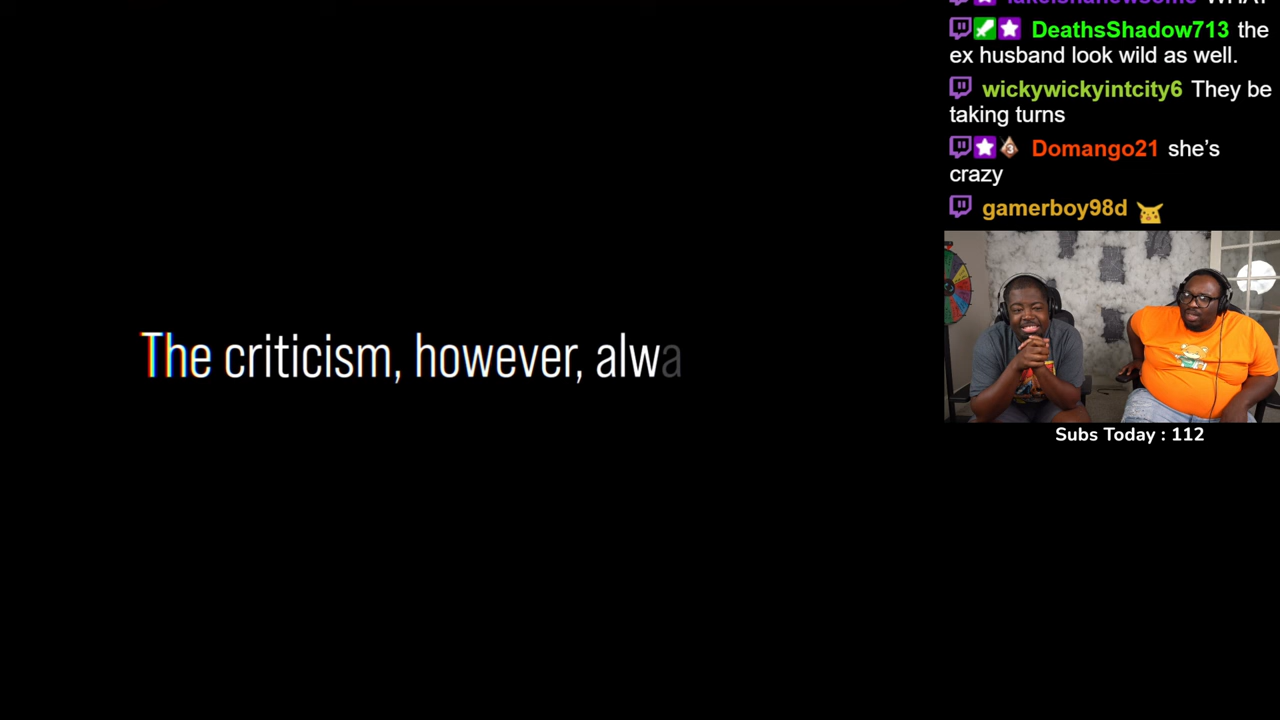 DeathsShadow713 the
ex husband look wild as well.
wickywickyintcity6 They be
taking turns
Domango21 she's
crazy
gamerboy98d
The criticism, however, alwa
Subs Today : 112